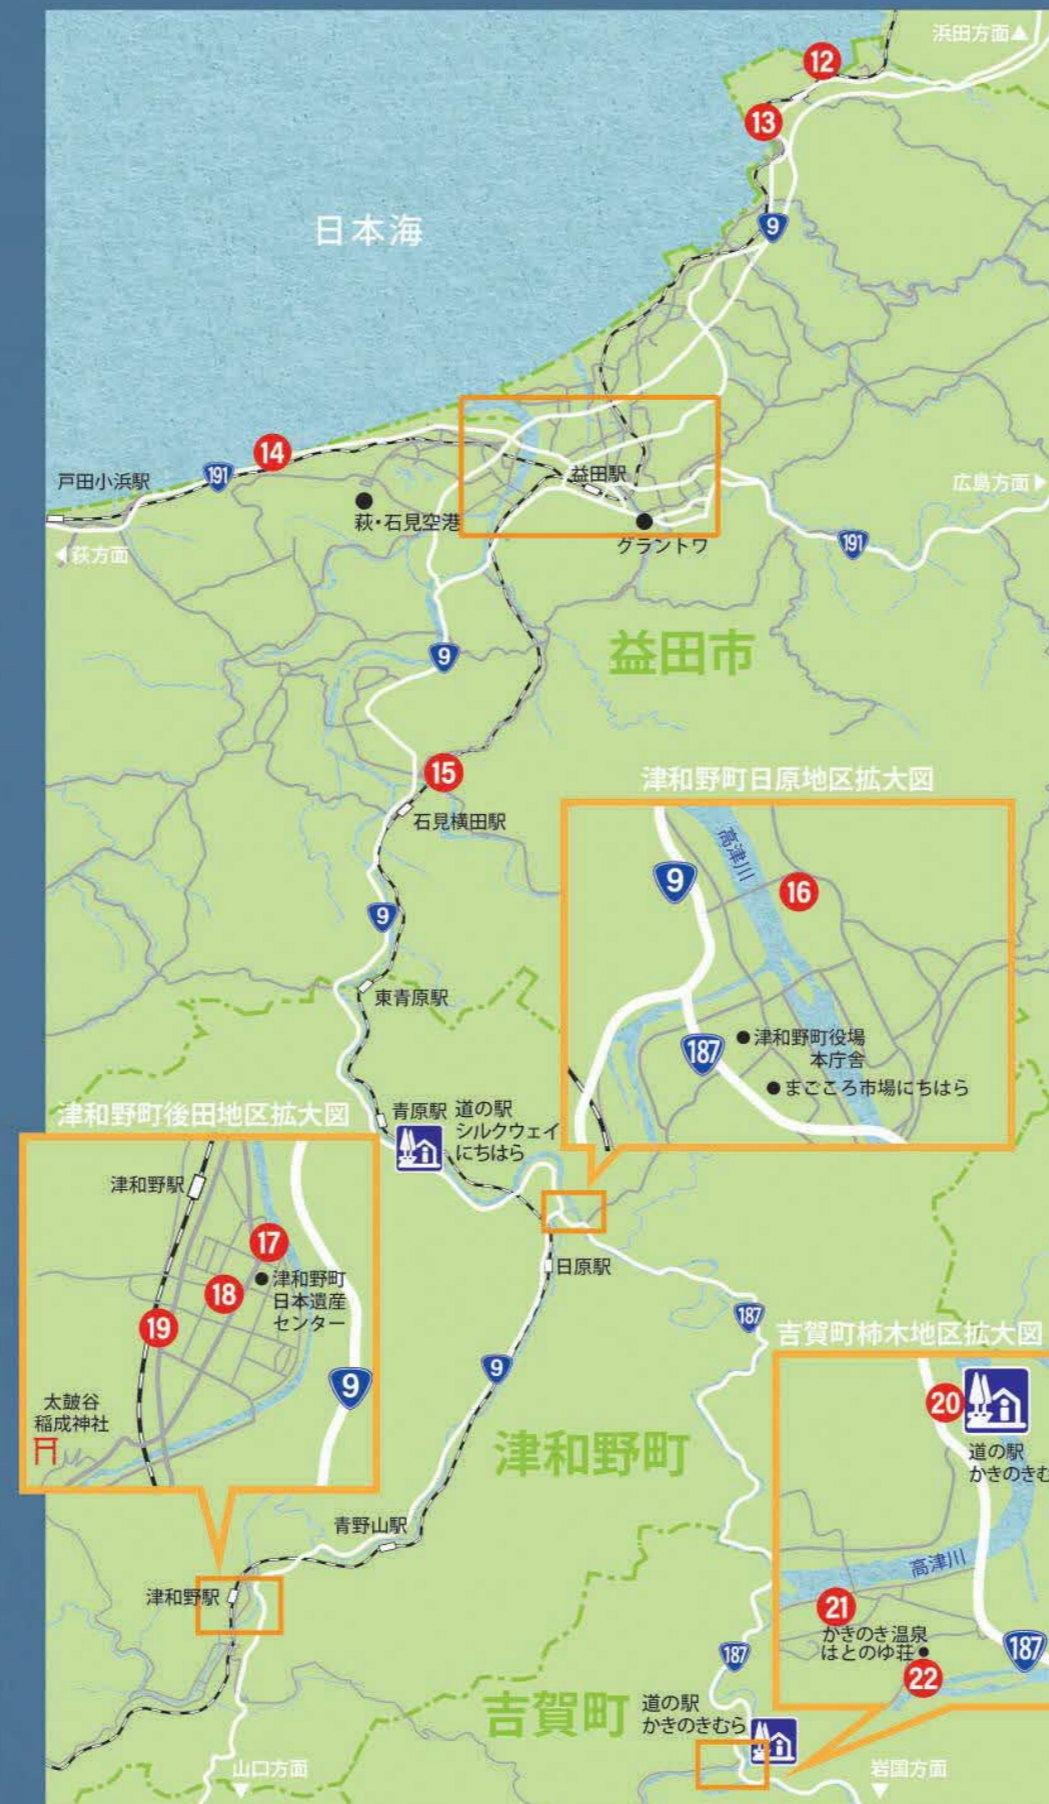 浜田方面▲
12
13
日本海
9
14
戸田小浜駅
191
益田駅
広島方面▶
萩・石見空港
グラントワ
◀萩方面
191
益田市
9
15
石見横田駅
津和野町日原地区拡大図
高津川
9
16
187
津和野町役場
本庁舎
まごころ市場にちはら
9
東青原駅
青原駅
道の駅
シルクウェイ
にちはら
津和野町後田地区拡大図
津和野駅
17
18
19
津和野町
日本遺産
センター
9
太皷谷
稲成神社
日原駅
187
9
吉賀町柿木地区拡大図
20
道の駅
かきのきむ
高津川
21
かきのき温泉
はとのゆ荘
22
187
津和野町
青野山駅
津和野駅
187
吉賀町
道の駅
かきのきむら
山口方面
▼
岩国方面
▼